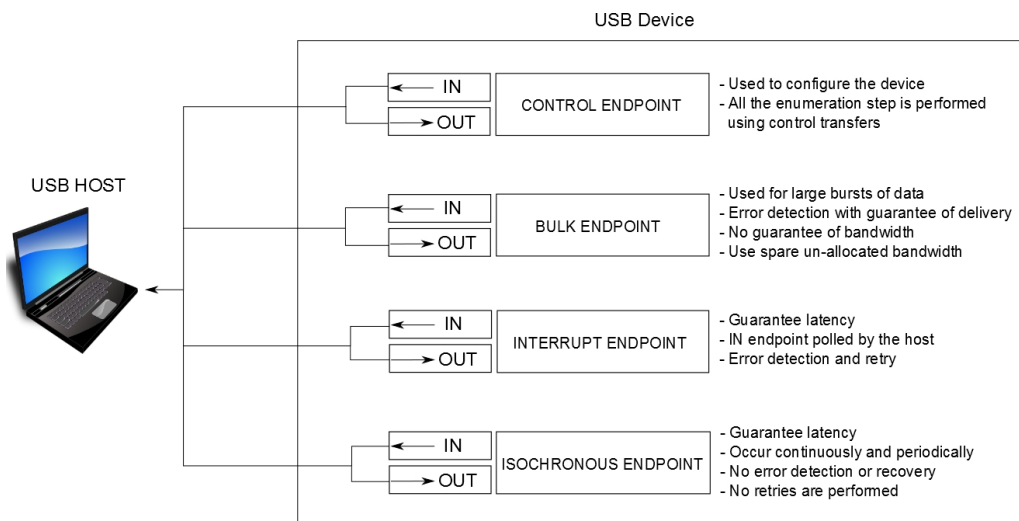 USB Device
USB HOST
IN
OUT
CONTROL ENDPOINT
- Used to configure the device
- All the enumeration step is performed
using control transfers
IN
OUT
BULK ENDPOINT
- Used for large bursts of data
- Error detection with guarantee of delivery
- No guarantee of bandwidth
- Use spare un-allocated bandwidth
IN
OUT
INTERRUPT ENDPOINT
- Guarantee latency
- IN endpoint polled by the host
- Error detection and retry
IN
OUT
ISOCHRONOUS ENDPOINT
- Guarantee latency
- Occur continuously and periodically
- No error detection or recovery
- No retries are performed